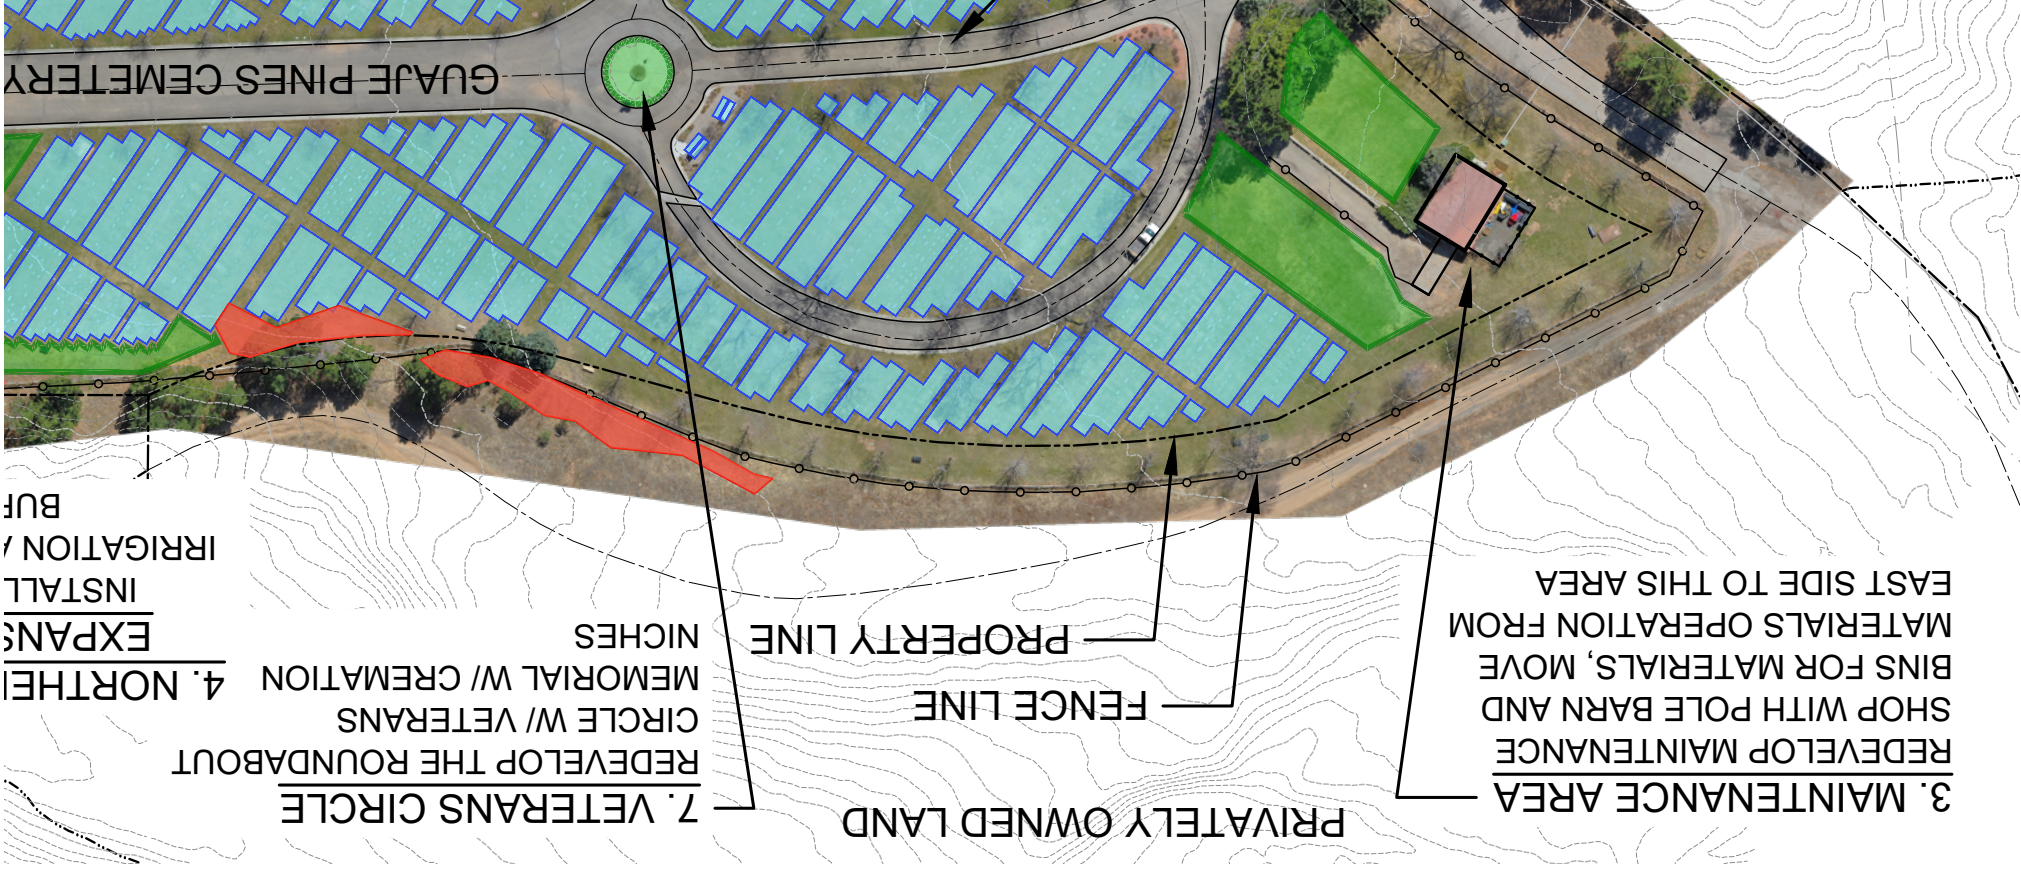 3. MAINTENANCE AREA
REDEVELOP MAINTENANCE
SHOP WITH POLE BARN AND
BINS FOR MATERIALS, MOVE
MATERIALS OPERATION FROM
EAST SIDE TO THIS AREA
PRIVATELY OWNED LAND
FENCE LINE
PROPERTY LINE
7. VETERANS CIRCLE
REDEVELOP THE ROUNDABOUT
CIRCLE W/ VETERANS
MEMORIAL W/ CREMATION
NICHES
4.
INSTALL
IRRIGATION
GUAJE PINES CEMETERY